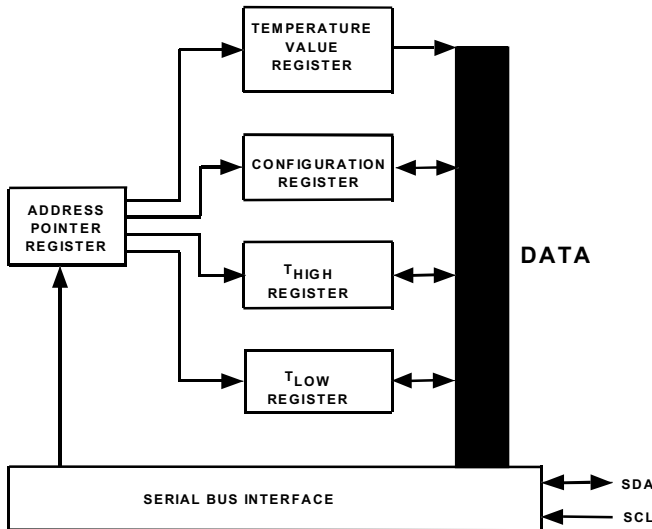 TEMPERATURE
VALUE
REGISTER
CONFIGURATION
REGISTER
ADDRESS
POINTER
REGISTER
THIGH
REGISTER
DATA
TLOW
REGISTER
SERIAL BUS INTERFACE
SDA
SCL